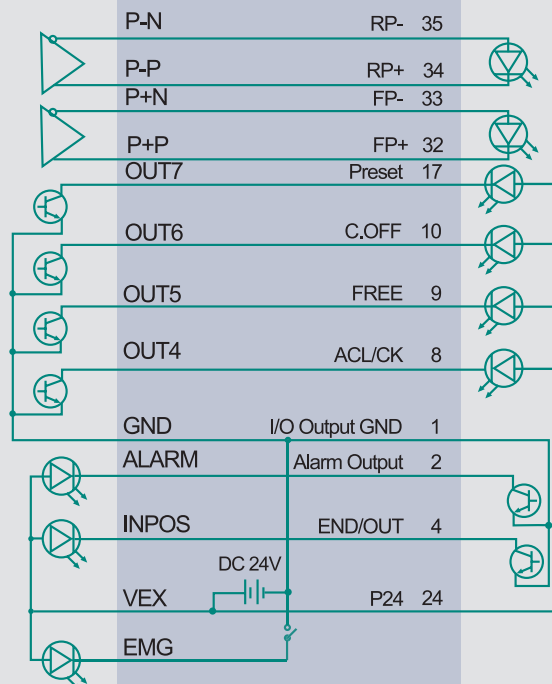 P-N RP- 35
P-P RP+ 34
P+N FP- 33
P+P FP+ 32
OUT7 Preset 17
OUT6 C.OFF 10
OUT5 FREE 9
OUT4 ACL/CK 8
GND I/O Output GND 1
ALARM Alarm Output 2
INPOS END/OUT 4
DC 24V
VEX P24 24
EMG